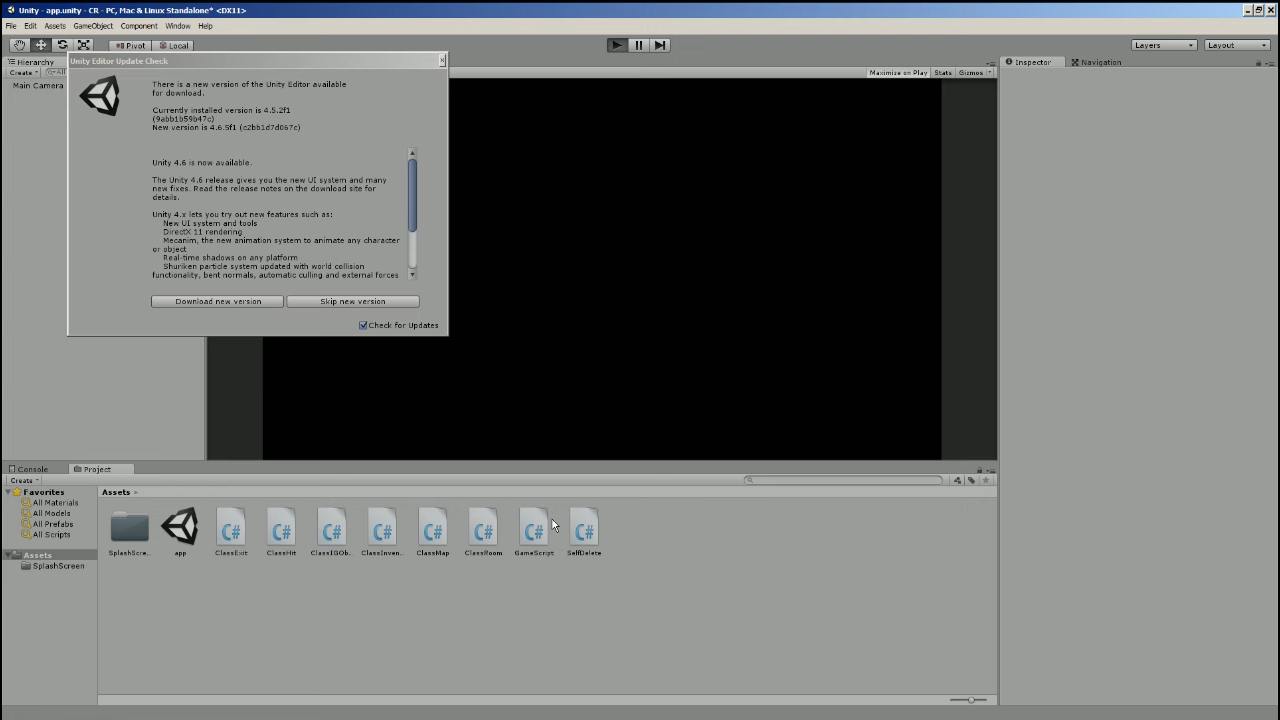 Unity - app.unity - CR - PC, Mac & Linux Standalone* <DX11>
File Edit Assets GameObject Component Window Help
Pivot Local
Layers Layout
Hierarchy
Create All
Main Camera
Unity Editor Update Check
There is a new version of the Unity Editor available
for download.
Currently installed version is 4.5.2f1
(9abb1b59b47c)
New version is 4.6.5f1 (c2bb1d7d067c)
Unity 4.6 is now available.
The Unity 4.6 release gives you the new UI system and many
new fixes. Read the release notes on the download site for
details.
Unity 4.x lets you try out new features such as:
New UI system and tools
DirectX 11 rendering
Mecanim, the new animation system to animate any character
or object
Real-time shadows on any platform
Shuriken particle system updated with world collision
functionality, bent normals, automatic culling and external forces
Download new version Skip new version
Check for Updates
Maximize on Play Stats Gizmos
Inspector Navigation
Console Project
Create
Favorites
All Materials
All Models
All Prefabs
All Scripts
Assets
SplashScreen
Assets
C# C# C# C# C# C# C# C#
SplashScre... app ClassExit ClassHit ClassIGOb... ClassInven... ClassMap ClassRoom GameScript SelfDelete